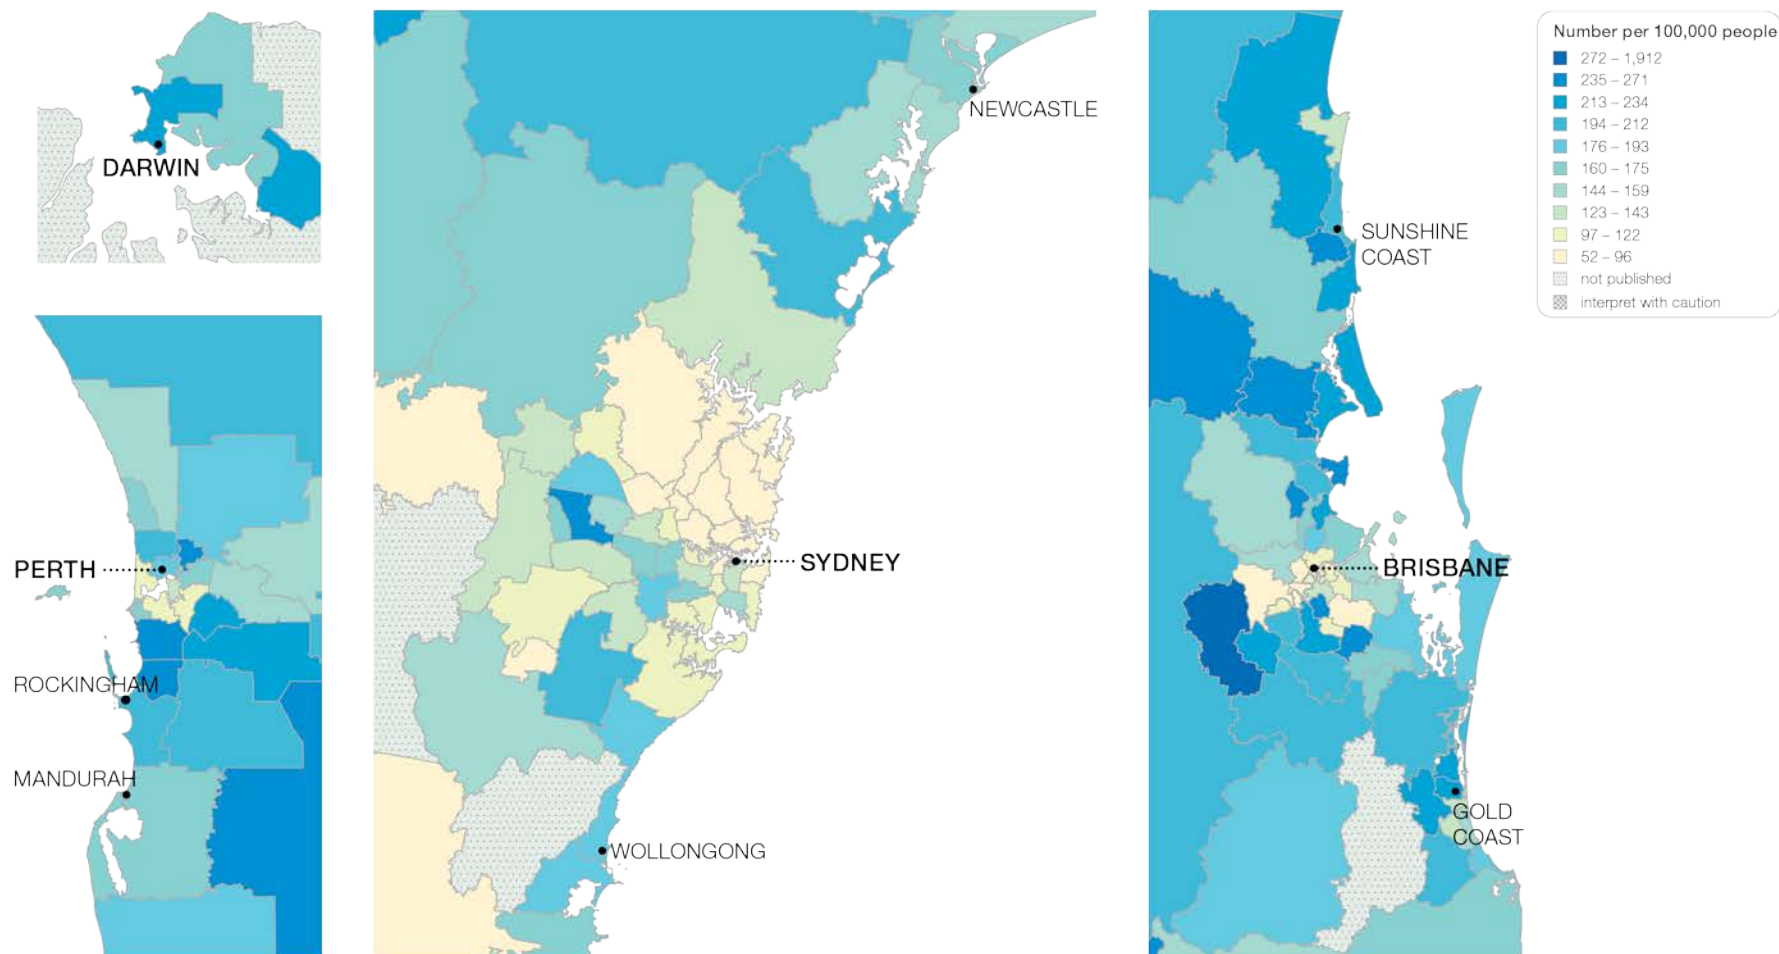 DARWIN
PERTH
ROCKINGHAM
MANDURAH
NEWCASTLE
SYDNEY
WOLLONGONG
SUNSHINE
COAST
BRISBANE
GOLD
COAST
Number per 100,000 people
272 – 1,912
235 – 271
213 – 234
194 – 212
176 – 193
160 – 175
144 – 159
123 – 143
97 – 122
52 – 96
not published
interpret with caution